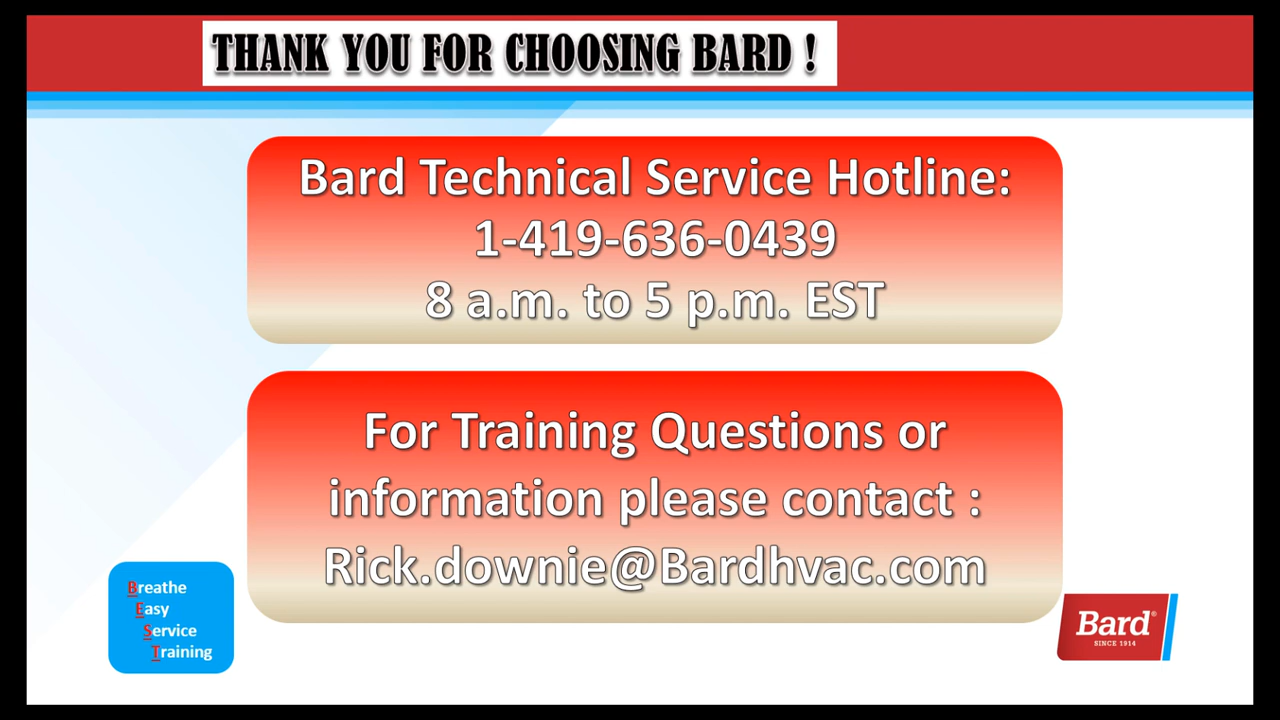 THANK YOU FOR CHOOSING BARD !
Bard Technical Service Hotline:
1-419-636-0439
8 a.m. to 5 p.m. EST
For Training Questions or
information please contact :
Rick.downie@Bardhvac.com
Breathe
Easy
Service
Training
Bard®
SINCE 1914